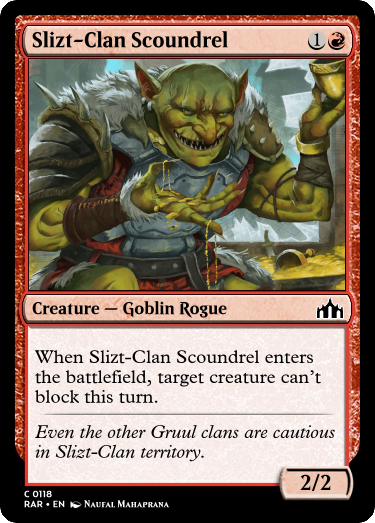 Slizt-Clan Scoundrel 1
Creature — Goblin Rogue
When Slizt-Clan Scoundrel enters
the battlefield, target creature can't
block this turn.
Even the other Gruul clans are cautious
in Slizt-Clan territory.
2/2
C 0118
RAR • EN Naufal Mahaprana